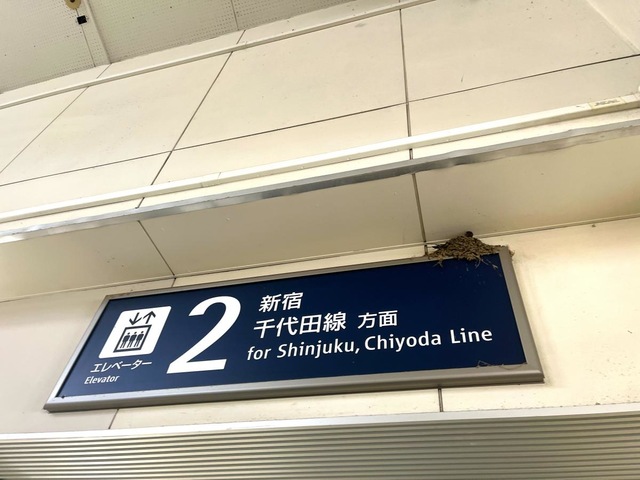 エレベーター
Elevator
2
新宿
千代田線 方面
for Shinjuku, Chiyoda Line